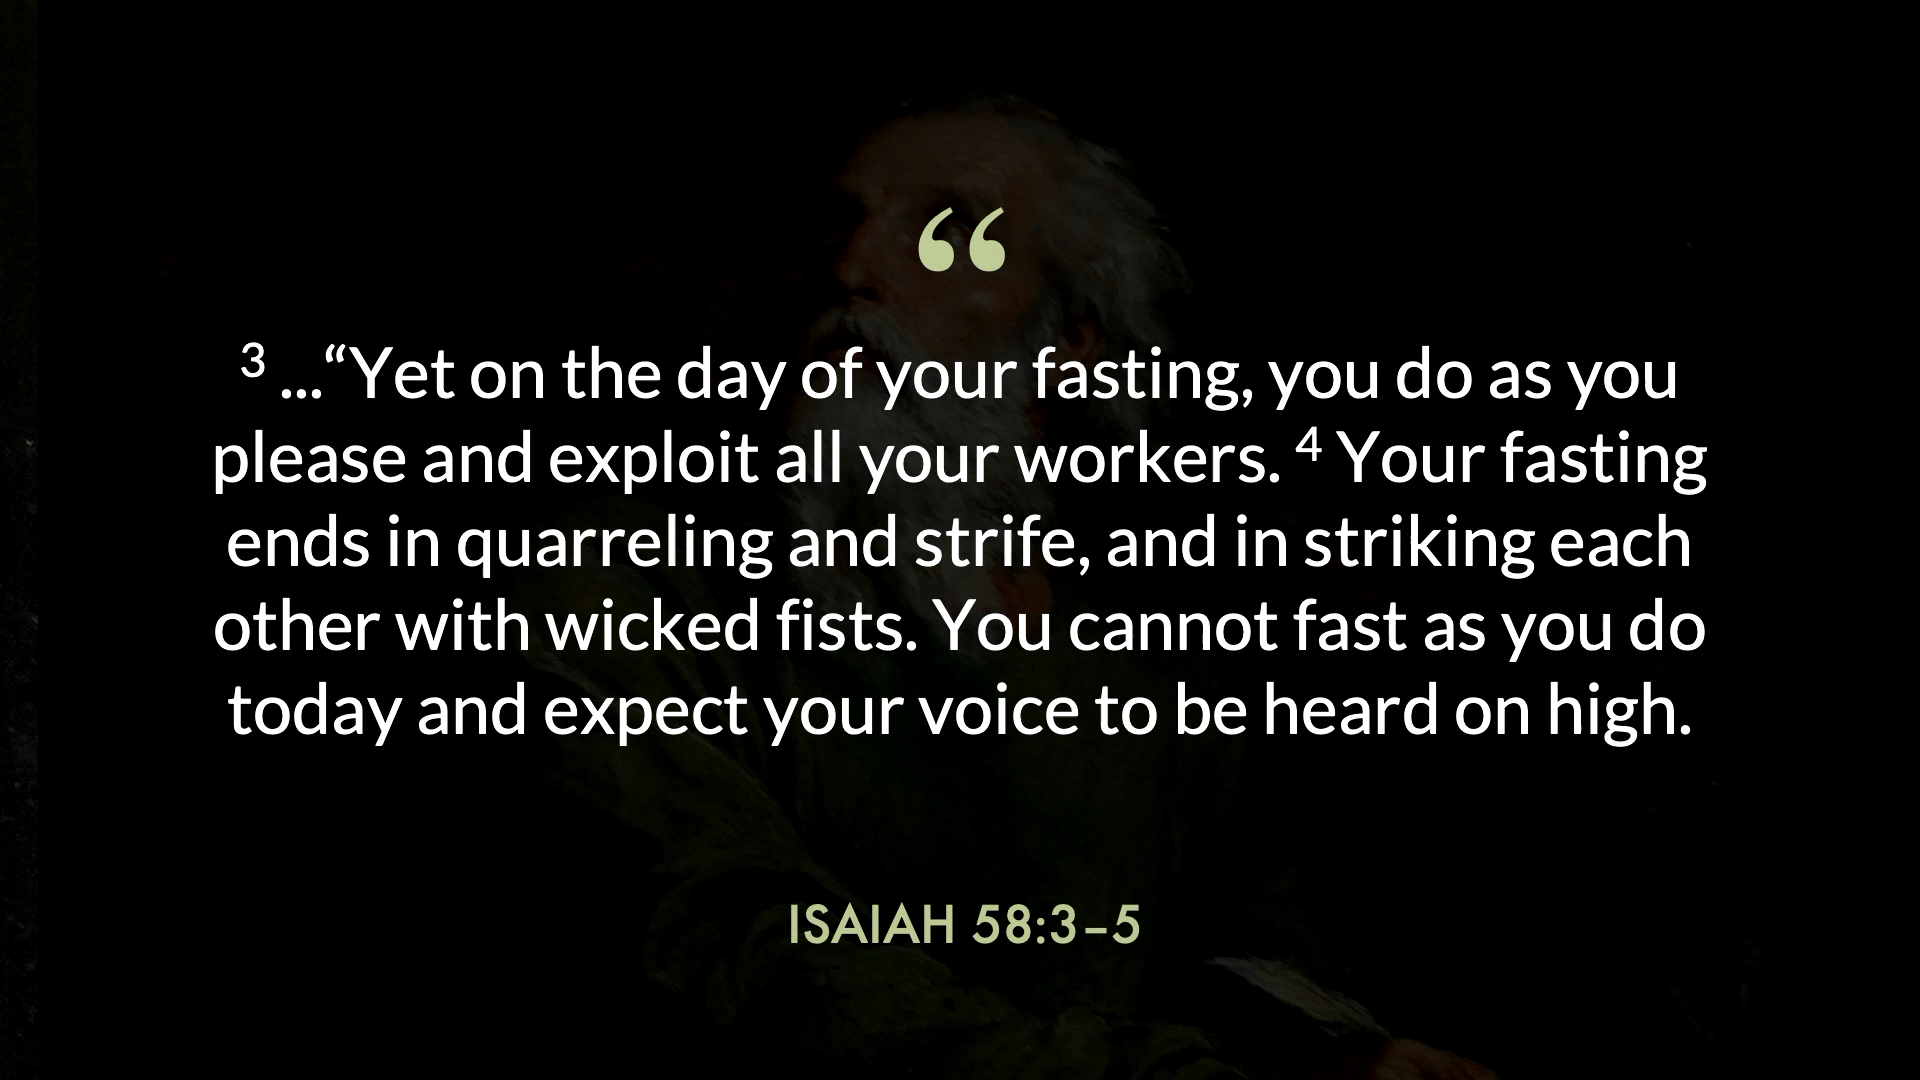 “
³ ...“Yet on the day of your fasting, you do as you
please and exploit all your workers. ⁴ Your fasting
ends in quarreling and strife, and in striking each
other with wicked fists. You cannot fast as you do
today and expect your voice to be heard on high.
ISAIAH 58:3–5